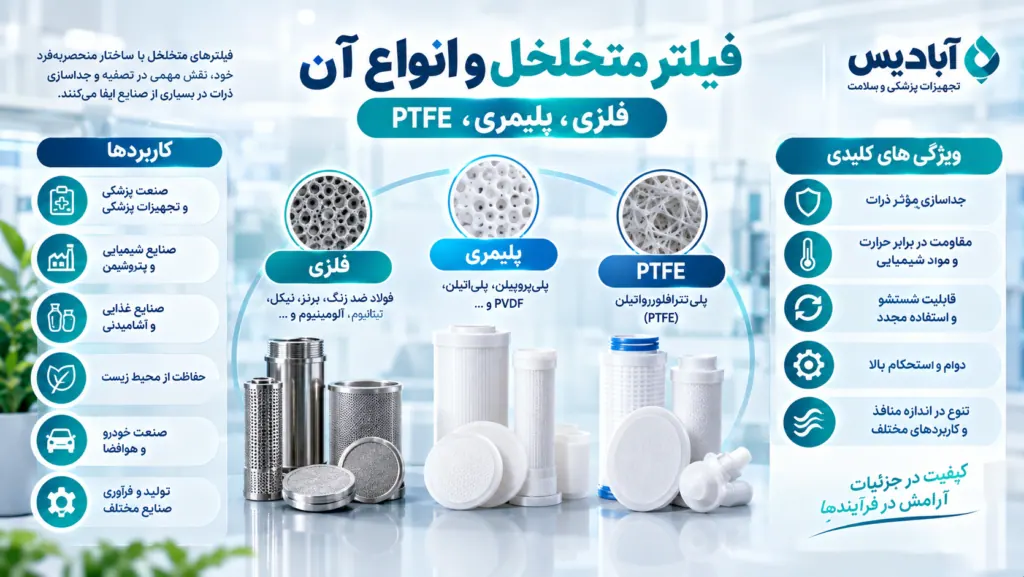 آبادیس
تجهیزات پزشکی و سلامت
فیلتر متخلخل و انواع آن
فلزی ، پلیمری ، PTFE
فیلترهای متخلخل با ساختار منحصربه‌فرد
خود، نقش مهمی در تصفیه و جداسازی
ذرات در بسیاری از صنایع ایفا می‌کنند.
ویژگی های کلیدی
جداسازی مؤثر ذرات
مقاومت در برابر حرارت
و مواد شیمیایی
قابلیت شستشو
و استفاده مجدد
دوام و استحکام بالا
تنوع در اندازه منافذ
و کاربردهای مختلف
کیفیت در جزئیات
آرامش در فرآیندها
PTFE
پلی‌تترافلوررواتیلن
(PTFE)
پلیمری
پلی‌پروپیلن، پلی‌اتیلن،
PVDF و ...
فلزی
فولاد ضد زنگ، برنز، نیکل،
تیتانیوم، آلومینیوم و ...
کاربردها
صنعت پزشکی
و تجهیزات پزشکی
صنایع شیمیایی
و پتروشیمن
صنایع غذایی
و آشامیدنی
حفاظت از محیط زیست
صنعت خودرو
و هوافضا
تولید و فرآوری
صنایع مختلف